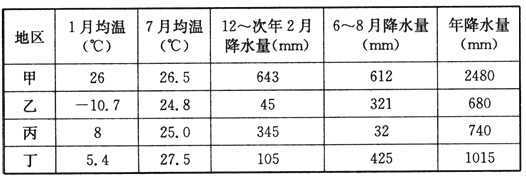 地区 1月均温(℃) 7月均温(℃) 12～次年2月降水量(mm) 6～8月降水量(mm) 年降水量(mm)
甲 26 26.5 643 612 2480
乙 －10.7 24.8 45 321 680
丙 8 25.0 345 32 740
丁 5.4 27.5 105 425 1015